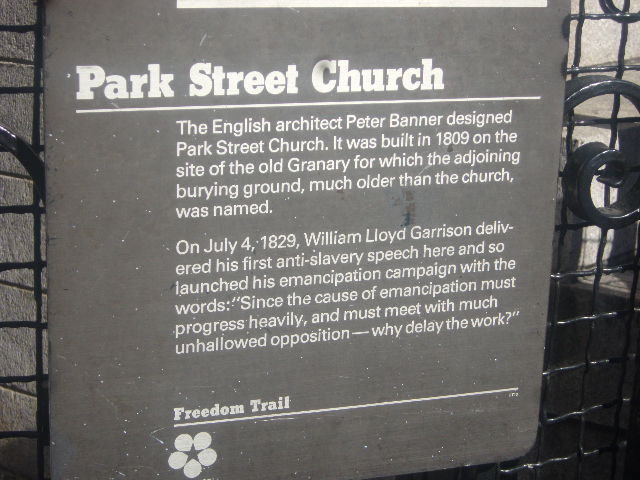 Park Street Church
The English architect Peter Banner designed
Park Street Church. It was built in 1809 on the
site of the old Granary for which the adjoining
burying ground, much older than the church,
was named.
On July 4, 1829, William Lloyd Garrison deliv-
ered his first anti-slavery speech here and so
launched his emancipation campaign with the
words: "Since the cause of emancipation must
progress heavily, and must meet with much
unhallowed opposition — why delay the work?"
Freedom Trail